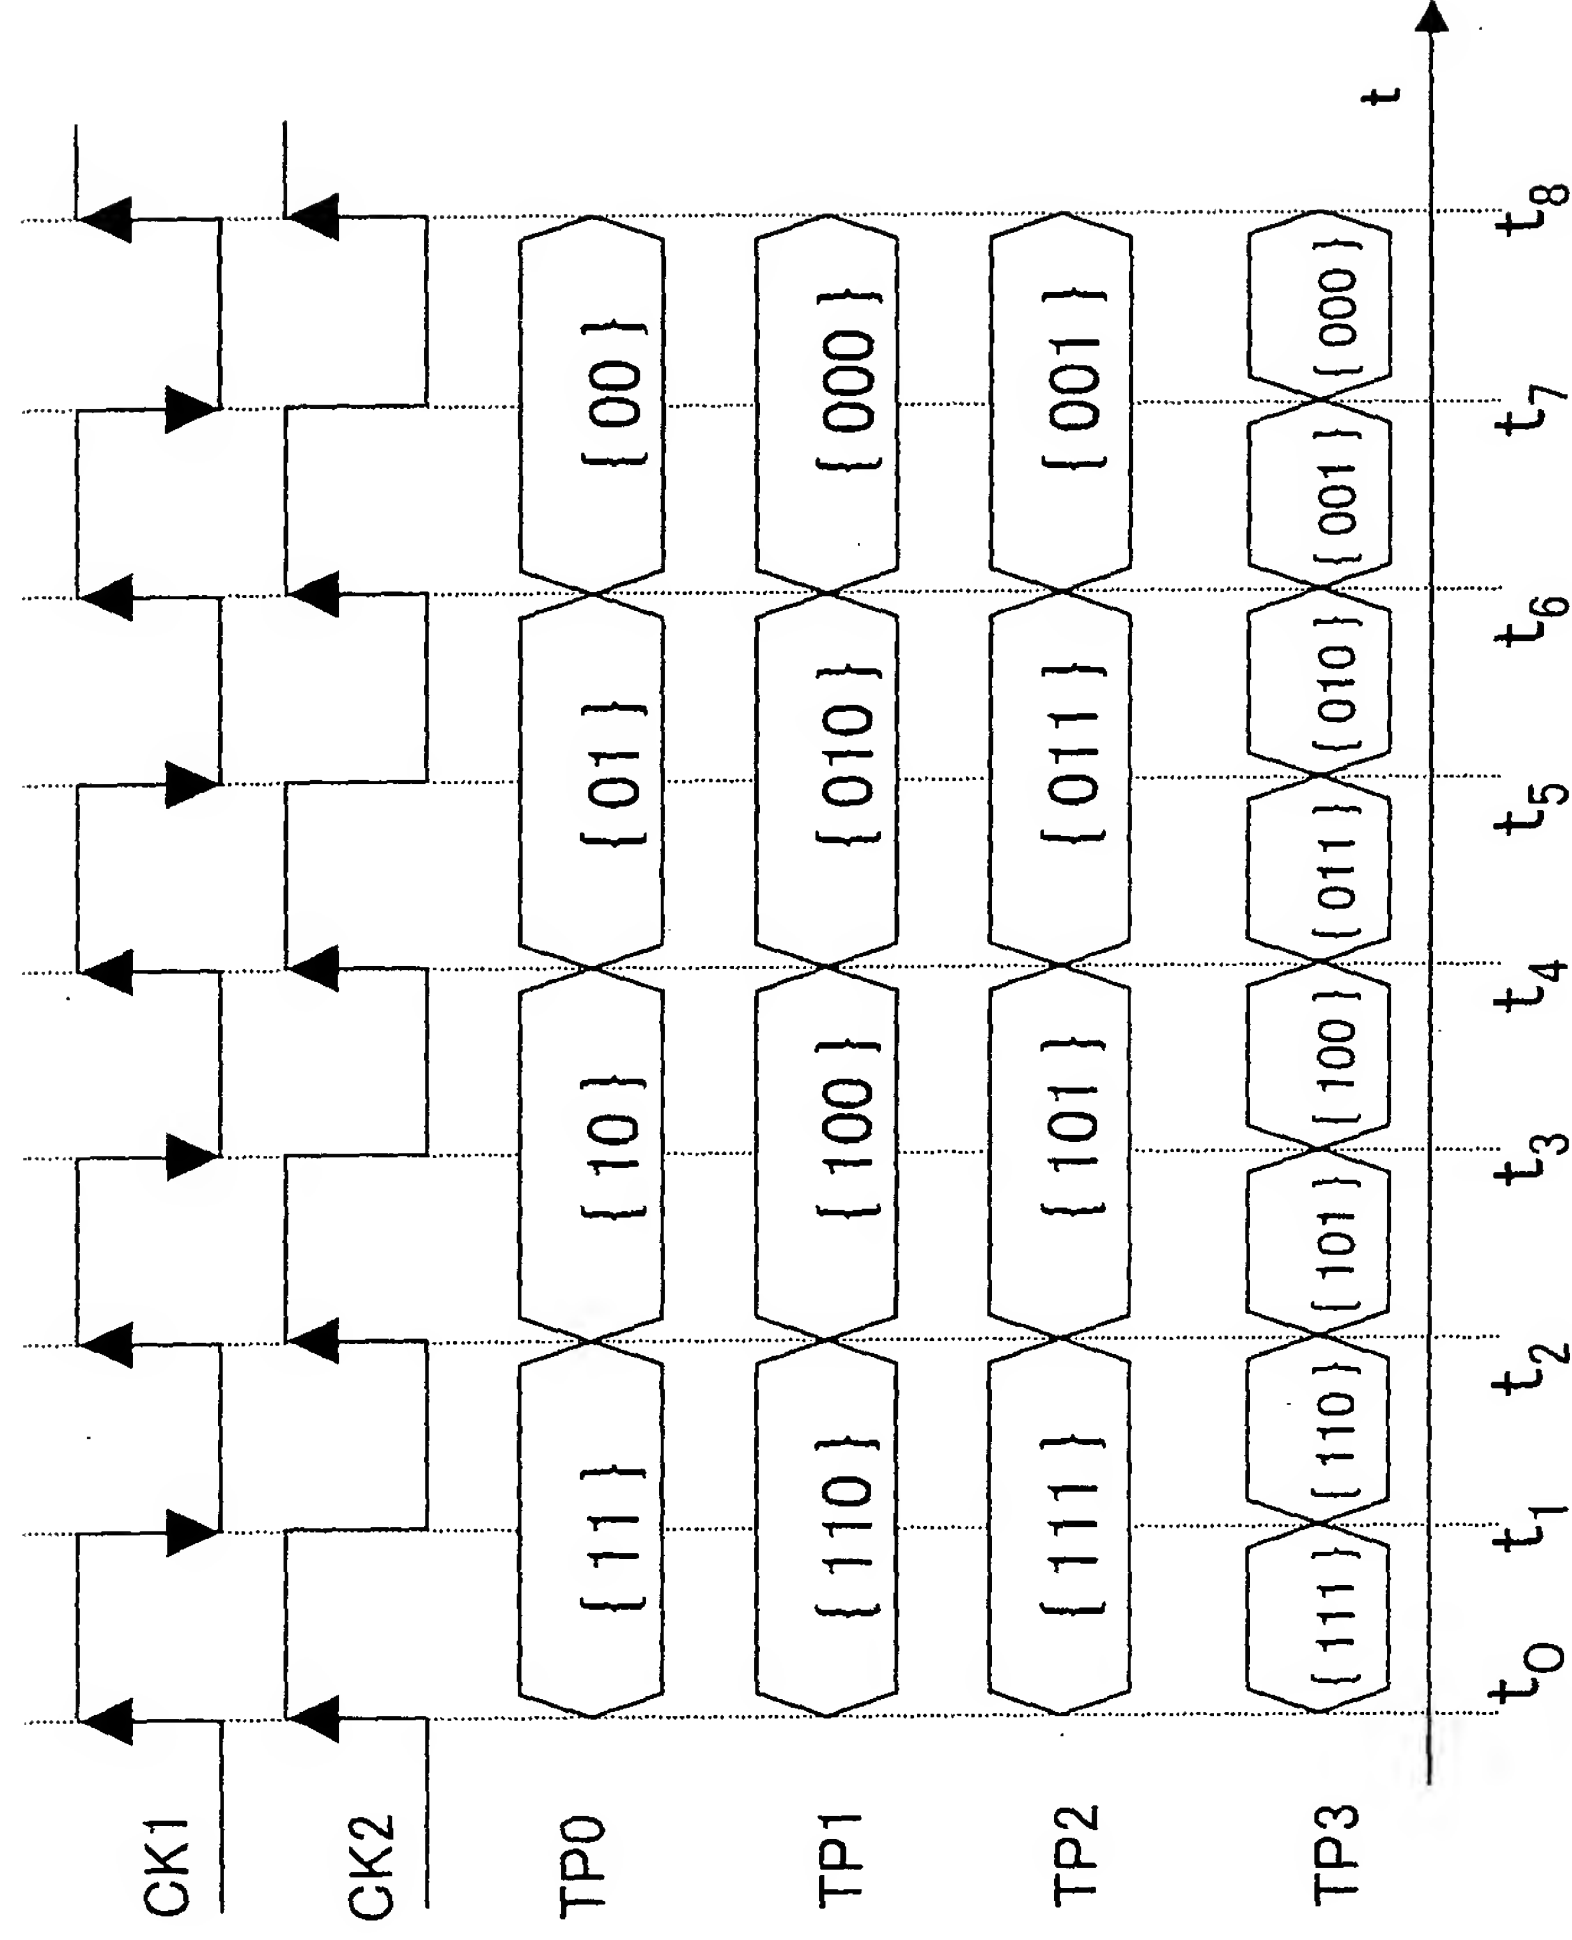 CK1
CK2
TP0 { 11 } { 10 } { 01 } { 00 }
TP1 { 110 } { 100 } { 010 } { 000 }
TP2 { 111 } { 101 } { 011 } { 001 }
TP3 { 111 } { 110 } { 101 } { 100 } { 011 } { 010 } { 001 } { 000 }
t
t0 t1 t2 t3 t4 t5 t6 t7 t8